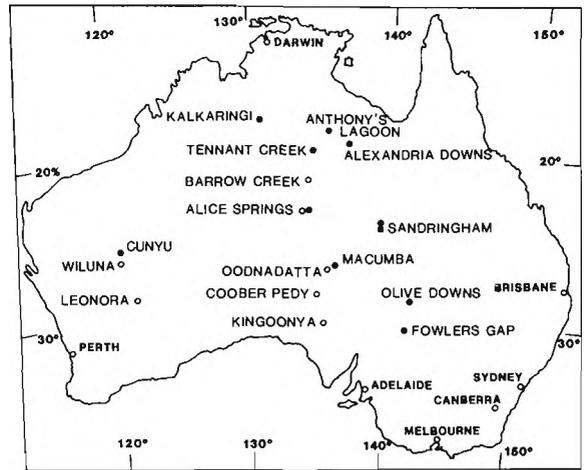 120°
130°
140°
150°
DARWIN
KALKARINGI
ANTHONY'S
LAGOON
TENNANT CREEK
ALEXANDRIA DOWNS
20%
20°
BARROW CREEK
ALICE SPRINGS
SANDRINGHAM
CUNYU
WILUNA
MACUMBA
OODNADATTA
COOBER PEDY
OLIVE DOWNS
BRISBANE
LEONORA
KINGOONYA
FOWLERS GAP
30°
30°
PERTH
SYDNEY
ADELAIDE
CANBERRA
MELBOURNE
120°
130°
140°
150°